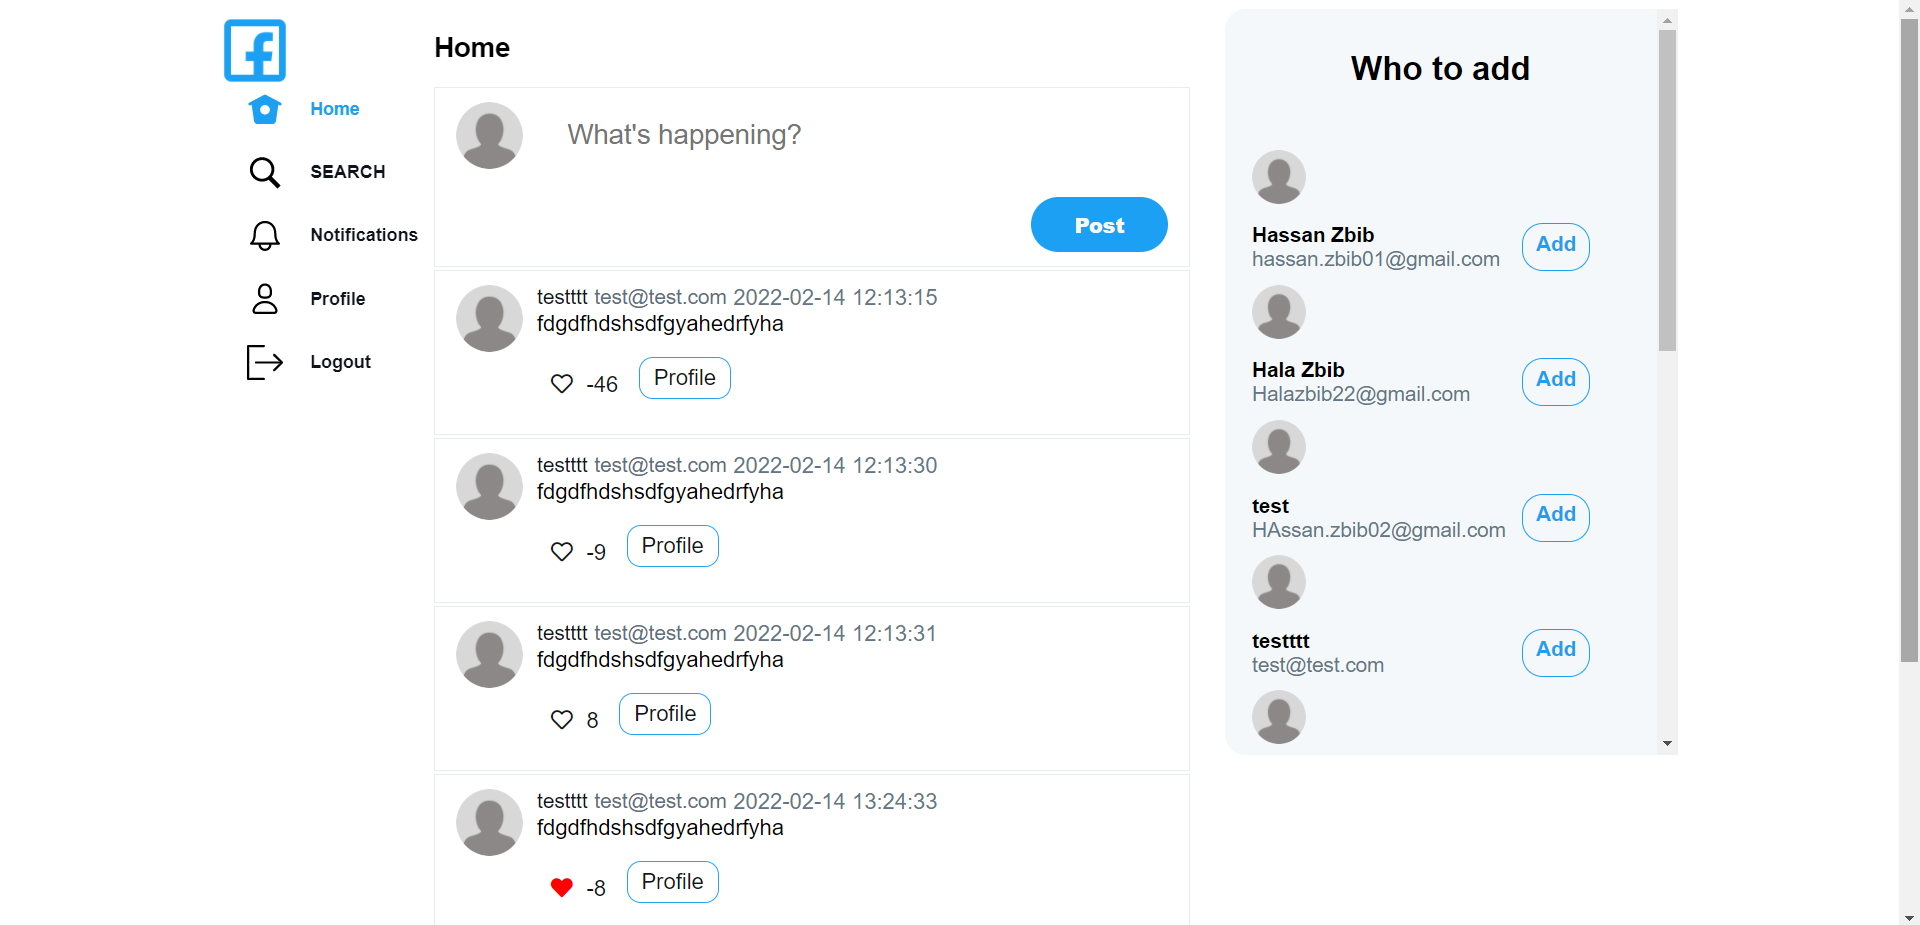 Home
SEARCH
Notifications
Profile
Logout
Home
What's happening?
Post
testttt test@test.com 2022-02-14 12:13:15
fdgdfhdshsdfgyahedrfyha
-46 Profile
testttt test@test.com 2022-02-14 12:13:30
fdgdfhdshsdfgyahedrfyha
-9 Profile
testttt test@test.com 2022-02-14 12:13:31
fdgdfhdshsdfgyahedrfyha
8 Profile
testttt test@test.com 2022-02-14 13:24:33
fdgdfhdshsdfgyahedrfyha
-8 Profile
Who to add
Hassan Zbib
hassan.zbib01@gmail.com
Add
Hala Zbib
Halazbib22@gmail.com
Add
test
HAssan.zbib02@gmail.com
Add
testttt
test@test.com
Add